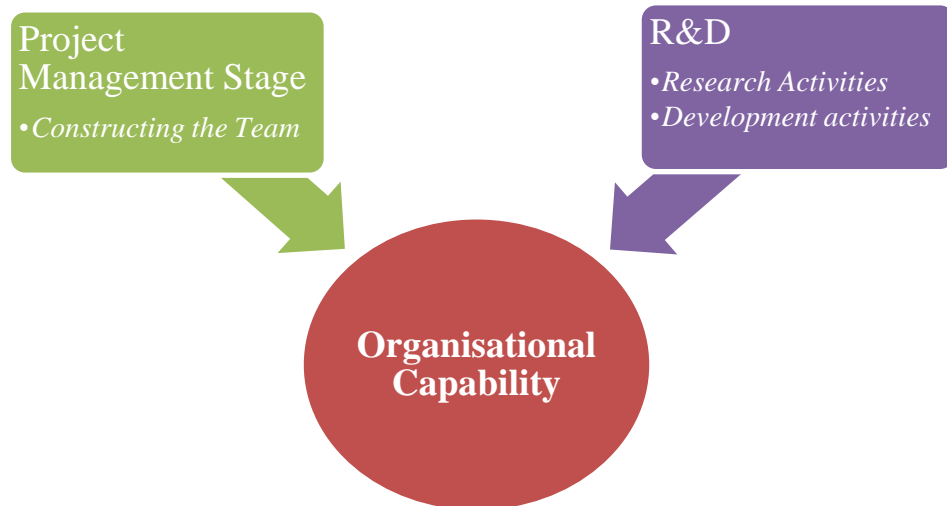 Project
Management Stage
•Constructing the Team
R&D
•Research Activities
•Development activities
Organisational
Capability